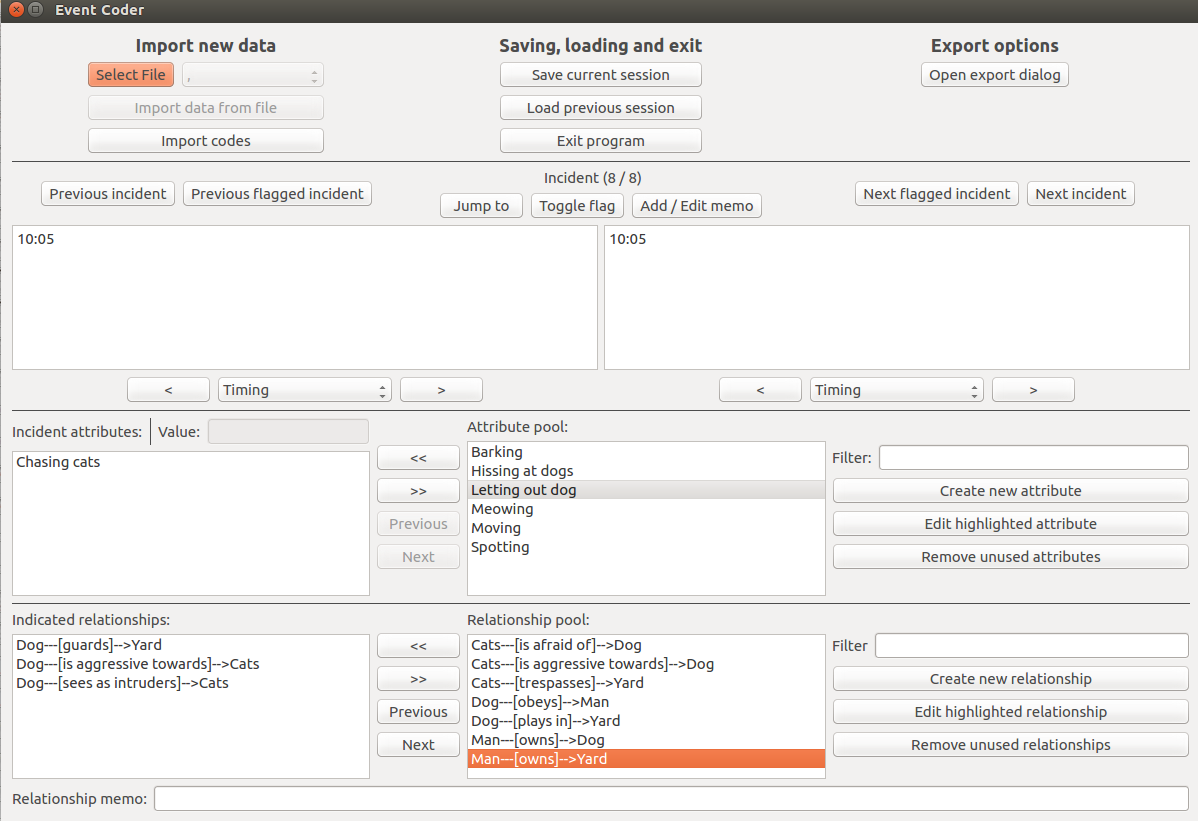 Event Coder
Import new data
Saving, loading and exit
Export options
Select File
,
Save current session
Open export dialog
Import data from file
Load previous session
Import codes
Exit program
Incident (8 / 8)
Previous incident
Previous flagged incident
Jump to
Toggle flag
Add / Edit memo
Next flagged incident
Next incident
10:05
10:05
<
Timing
>
<
Timing
>
Incident attributes:
Value:
Chasing cats
<<
>>
Previous
Next
Attribute pool:
Barking
Hissing at dogs
Letting out dog
Meowing
Moving
Spotting
Filter:
Create new attribute
Edit highlighted attribute
Remove unused attributes
Indicated relationships:
Dog---[guards]-->Yard
Dog---[is aggressive towards]-->Cats
Dog---[sees as intruders]-->Cats
<<
>>
Previous
Next
Relationship pool:
Cats---[is afraid of]-->Dog
Cats---[is aggressive towards]-->Dog
Cats---[trespasses]-->Yard
Dog---[obeys]-->Man
Dog---[plays in]-->Yard
Man---[owns]-->Dog
Man---[owns]-->Yard
Filter
Create new relationship
Edit highlighted relationship
Remove unused relationships
Relationship memo: